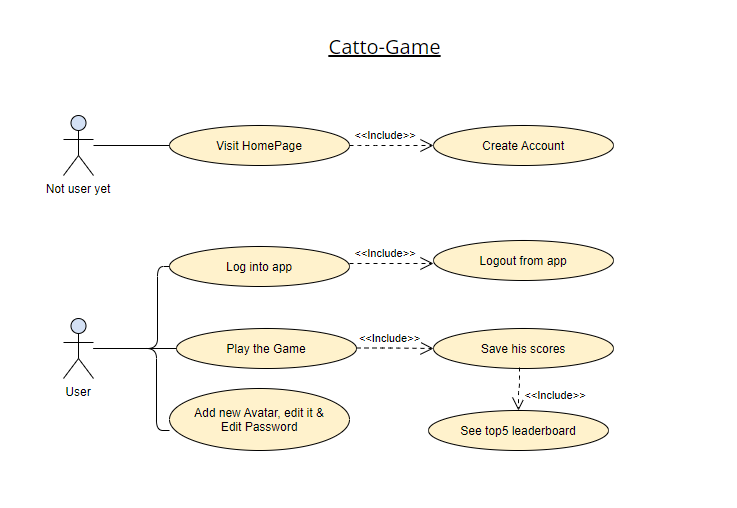 Catto-Game
<<Include>>
Visit HomePage
Create Account
Not user yet
<<Include>>
Log into app
Logout from app
<<Include>>
Play the Game
Save his scores
User
<<Include>>
Add new Avatar, edit it &
Edit Password
See top5 leaderboard